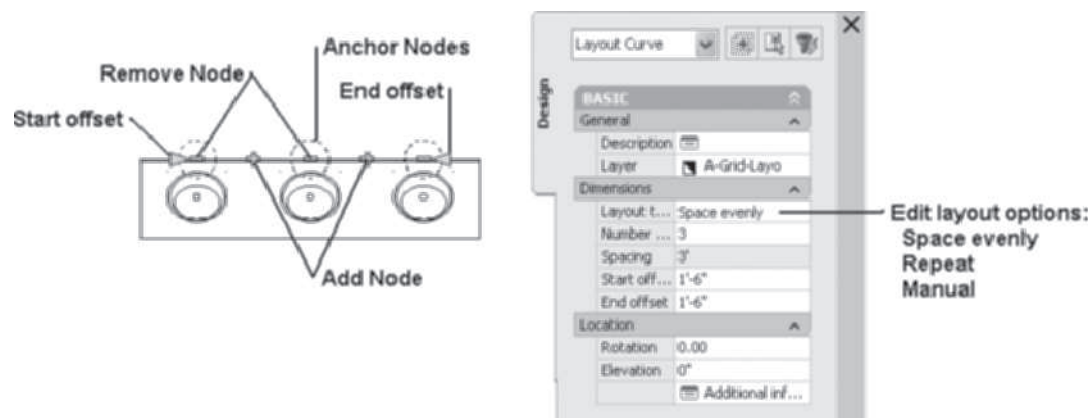 Anchor Nodes
Remove Node
End offset
Start offset
Add Node
Layout Curve
Design
BASIC
General
Description
Layer A-Grid-Layo
Dimensions
Layout t... Space evenly
Number ... 3
Spacing 3'
Start off... 1'-6"
End offset 1'-6"
Location
Rotation 0.00
Elevation 0"
Additional inf...
Edit layout options:
Space evenly
Repeat
Manual